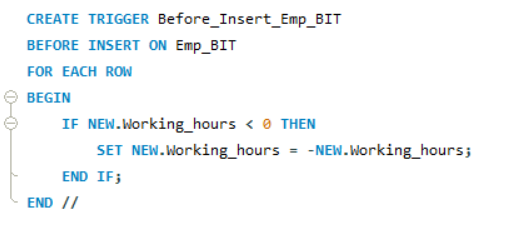 CREATE TRIGGER Before_Insert_Emp_BIT
BEFORE INSERT ON Emp_BIT
FOR EACH ROW
BEGIN
    IF NEW.Working_hours < 0 THEN
        SET NEW.Working_hours = -NEW.Working_hours;
    END IF;
END //